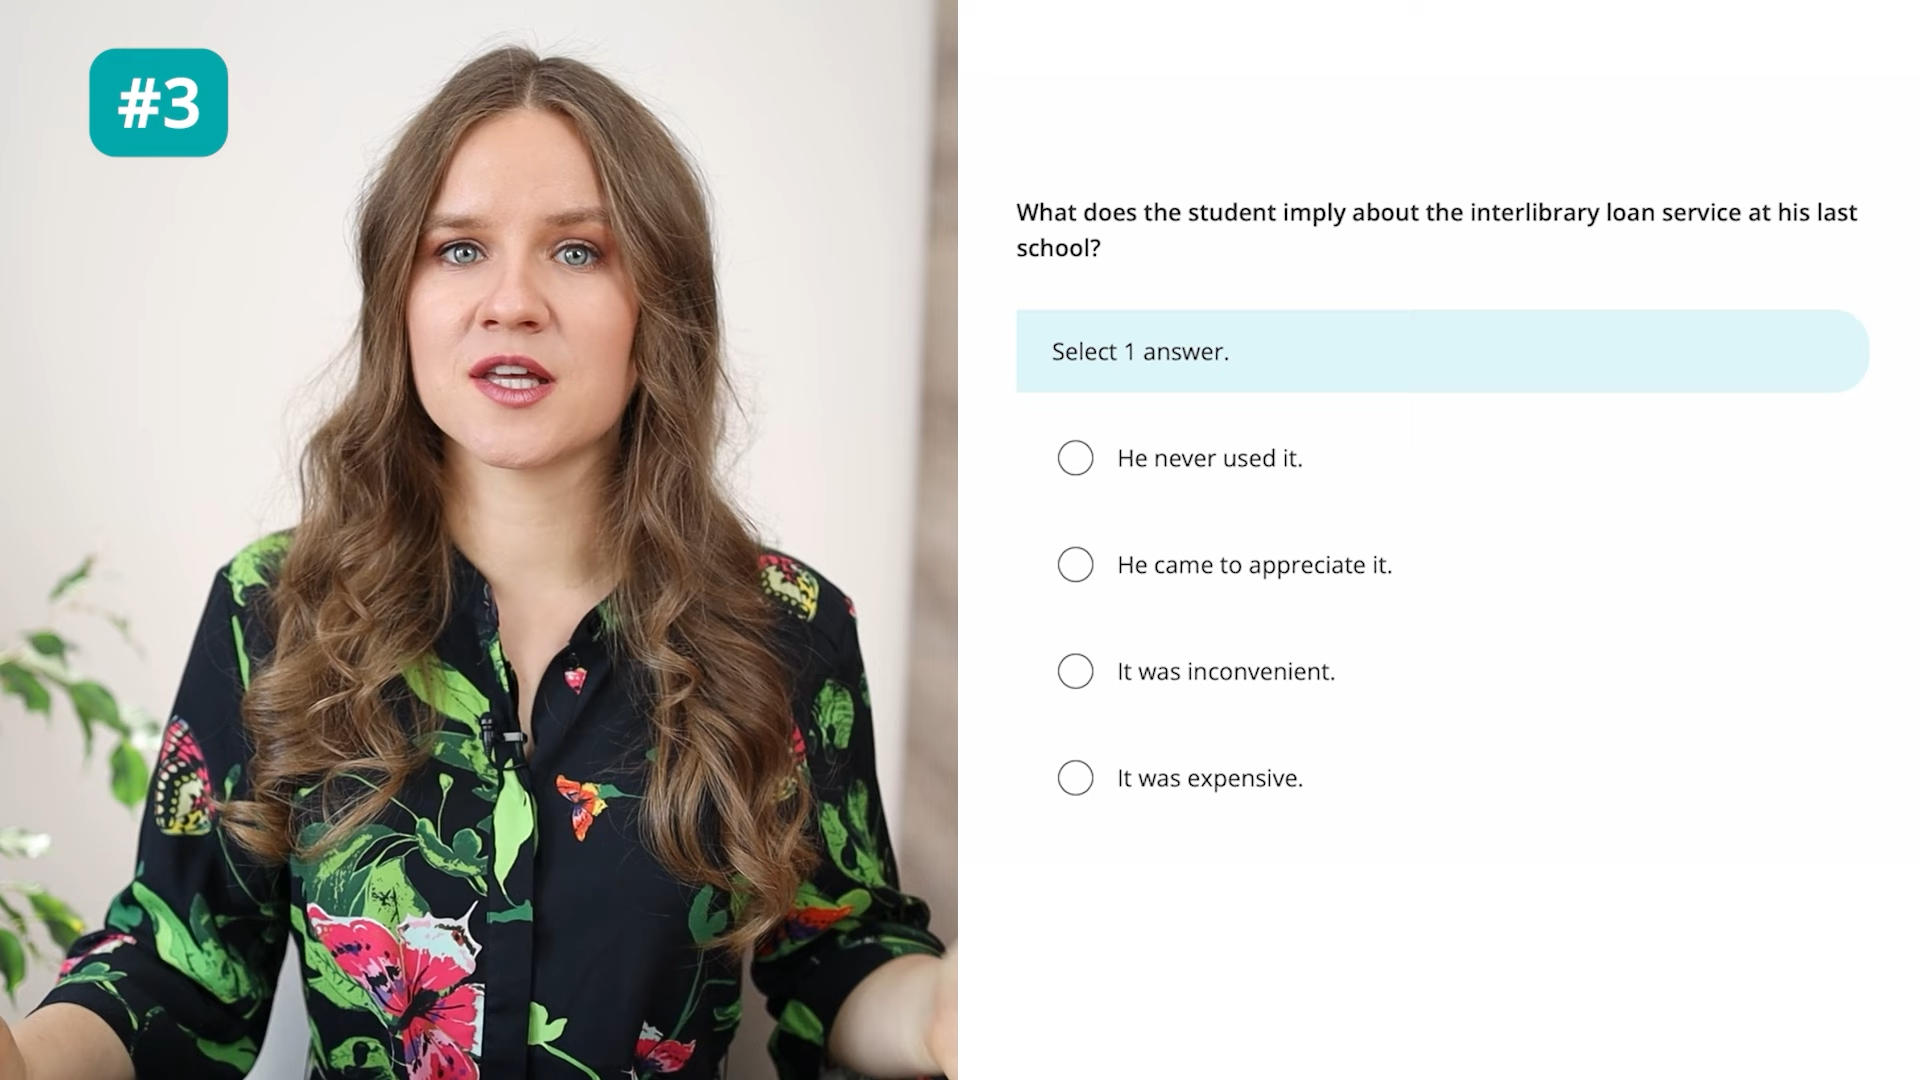 #3
What does the student imply about the interlibrary loan service at his last
school?
Select 1 answer.
He never used it.
He came to appreciate it.
It was inconvenient.
It was expensive.